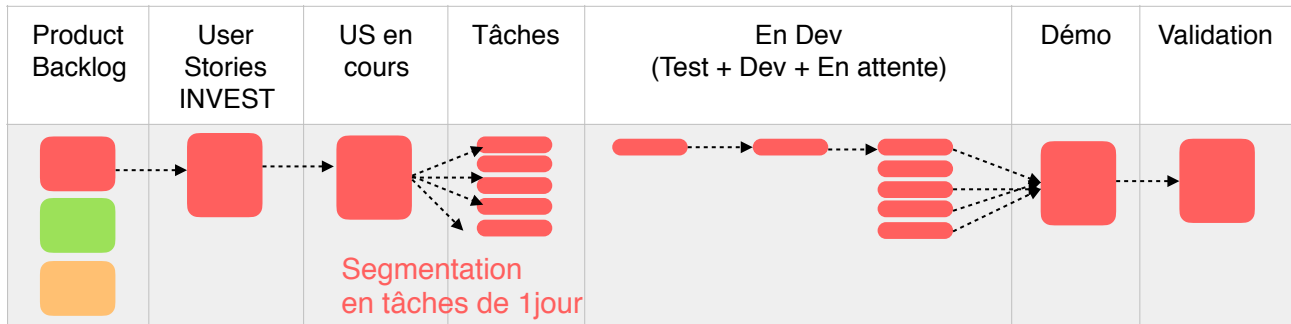 Product
Backlog
User
Stories
INVEST
US en
cours
Tâches
En Dev
(Test + Dev + En attente)
Démo
Validation
Segmentation
en tâches de 1jour